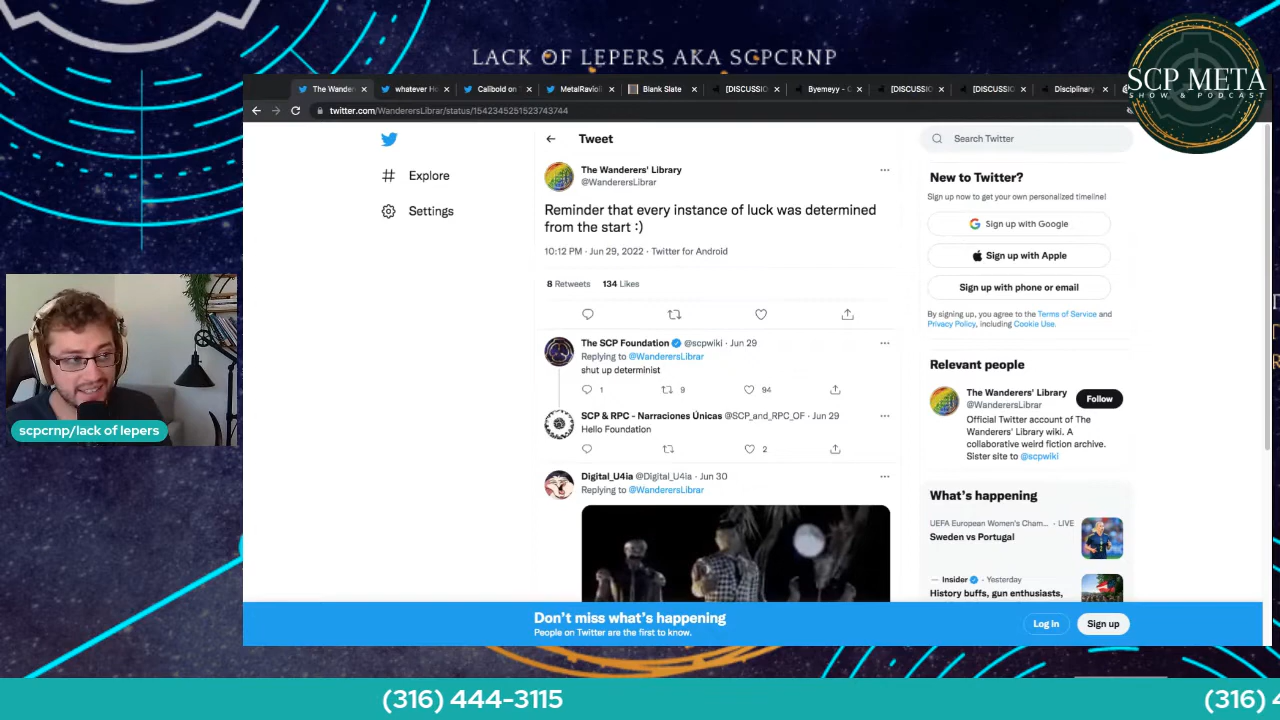 LACK OF LEPERS AKA SCPCRNP
SCP META
SHOW & PODCAST
The Wander
whatever Ho
Calibold on
MetalRavioli
Blank Slate
[DISCUSSIO
Byemeyy - C
[DISCUSSIO
[DISCUSSIO
Disciplinary
twitter.com/WanderersLibrar/status/1542345251523743744
Explore
Settings
Tweet
The Wanderers' Library
@WanderersLibrar
Reminder that every instance of luck was determined
from the start :)
10:12 PM · Jun 29, 2022 · Twitter for Android
8 Retweets 134 Likes
The SCP Foundation @scpwiki · Jun 29
Replying to @WanderersLibrar
shut up determinist
1 9 94
SCP & RPC - Narraciones Únicas @SCP_and_RPC_OF · Jun 29
Hello Foundation
2
Digital_U4ia @Digital_U4ia · Jun 30
Replying to @WanderersLibrar
Search Twitter
New to Twitter?
Sign up now to get your own personalized timeline!
Sign up with Google
Sign up with Apple
Sign up with phone or email
By signing up, you agree to the Terms of Service and
Privacy Policy, including Cookie Use.
Relevant people
The Wanderers' Library
@WanderersLibrar
Follow
Official Twitter account of The
Wanderers' Library wiki. A
collaborative weird fiction archive.
Sister site to @scpwiki
What's happening
UEFA European Women's Cham... · LIVE
Sweden vs Portugal
Insider · Yesterday
History buffs, gun enthusiasts,
Don't miss what's happening
People on Twitter are the first to know.
Log in
Sign up
scpcrnp/lack of lepers
(316) 444-3115
(316) 4